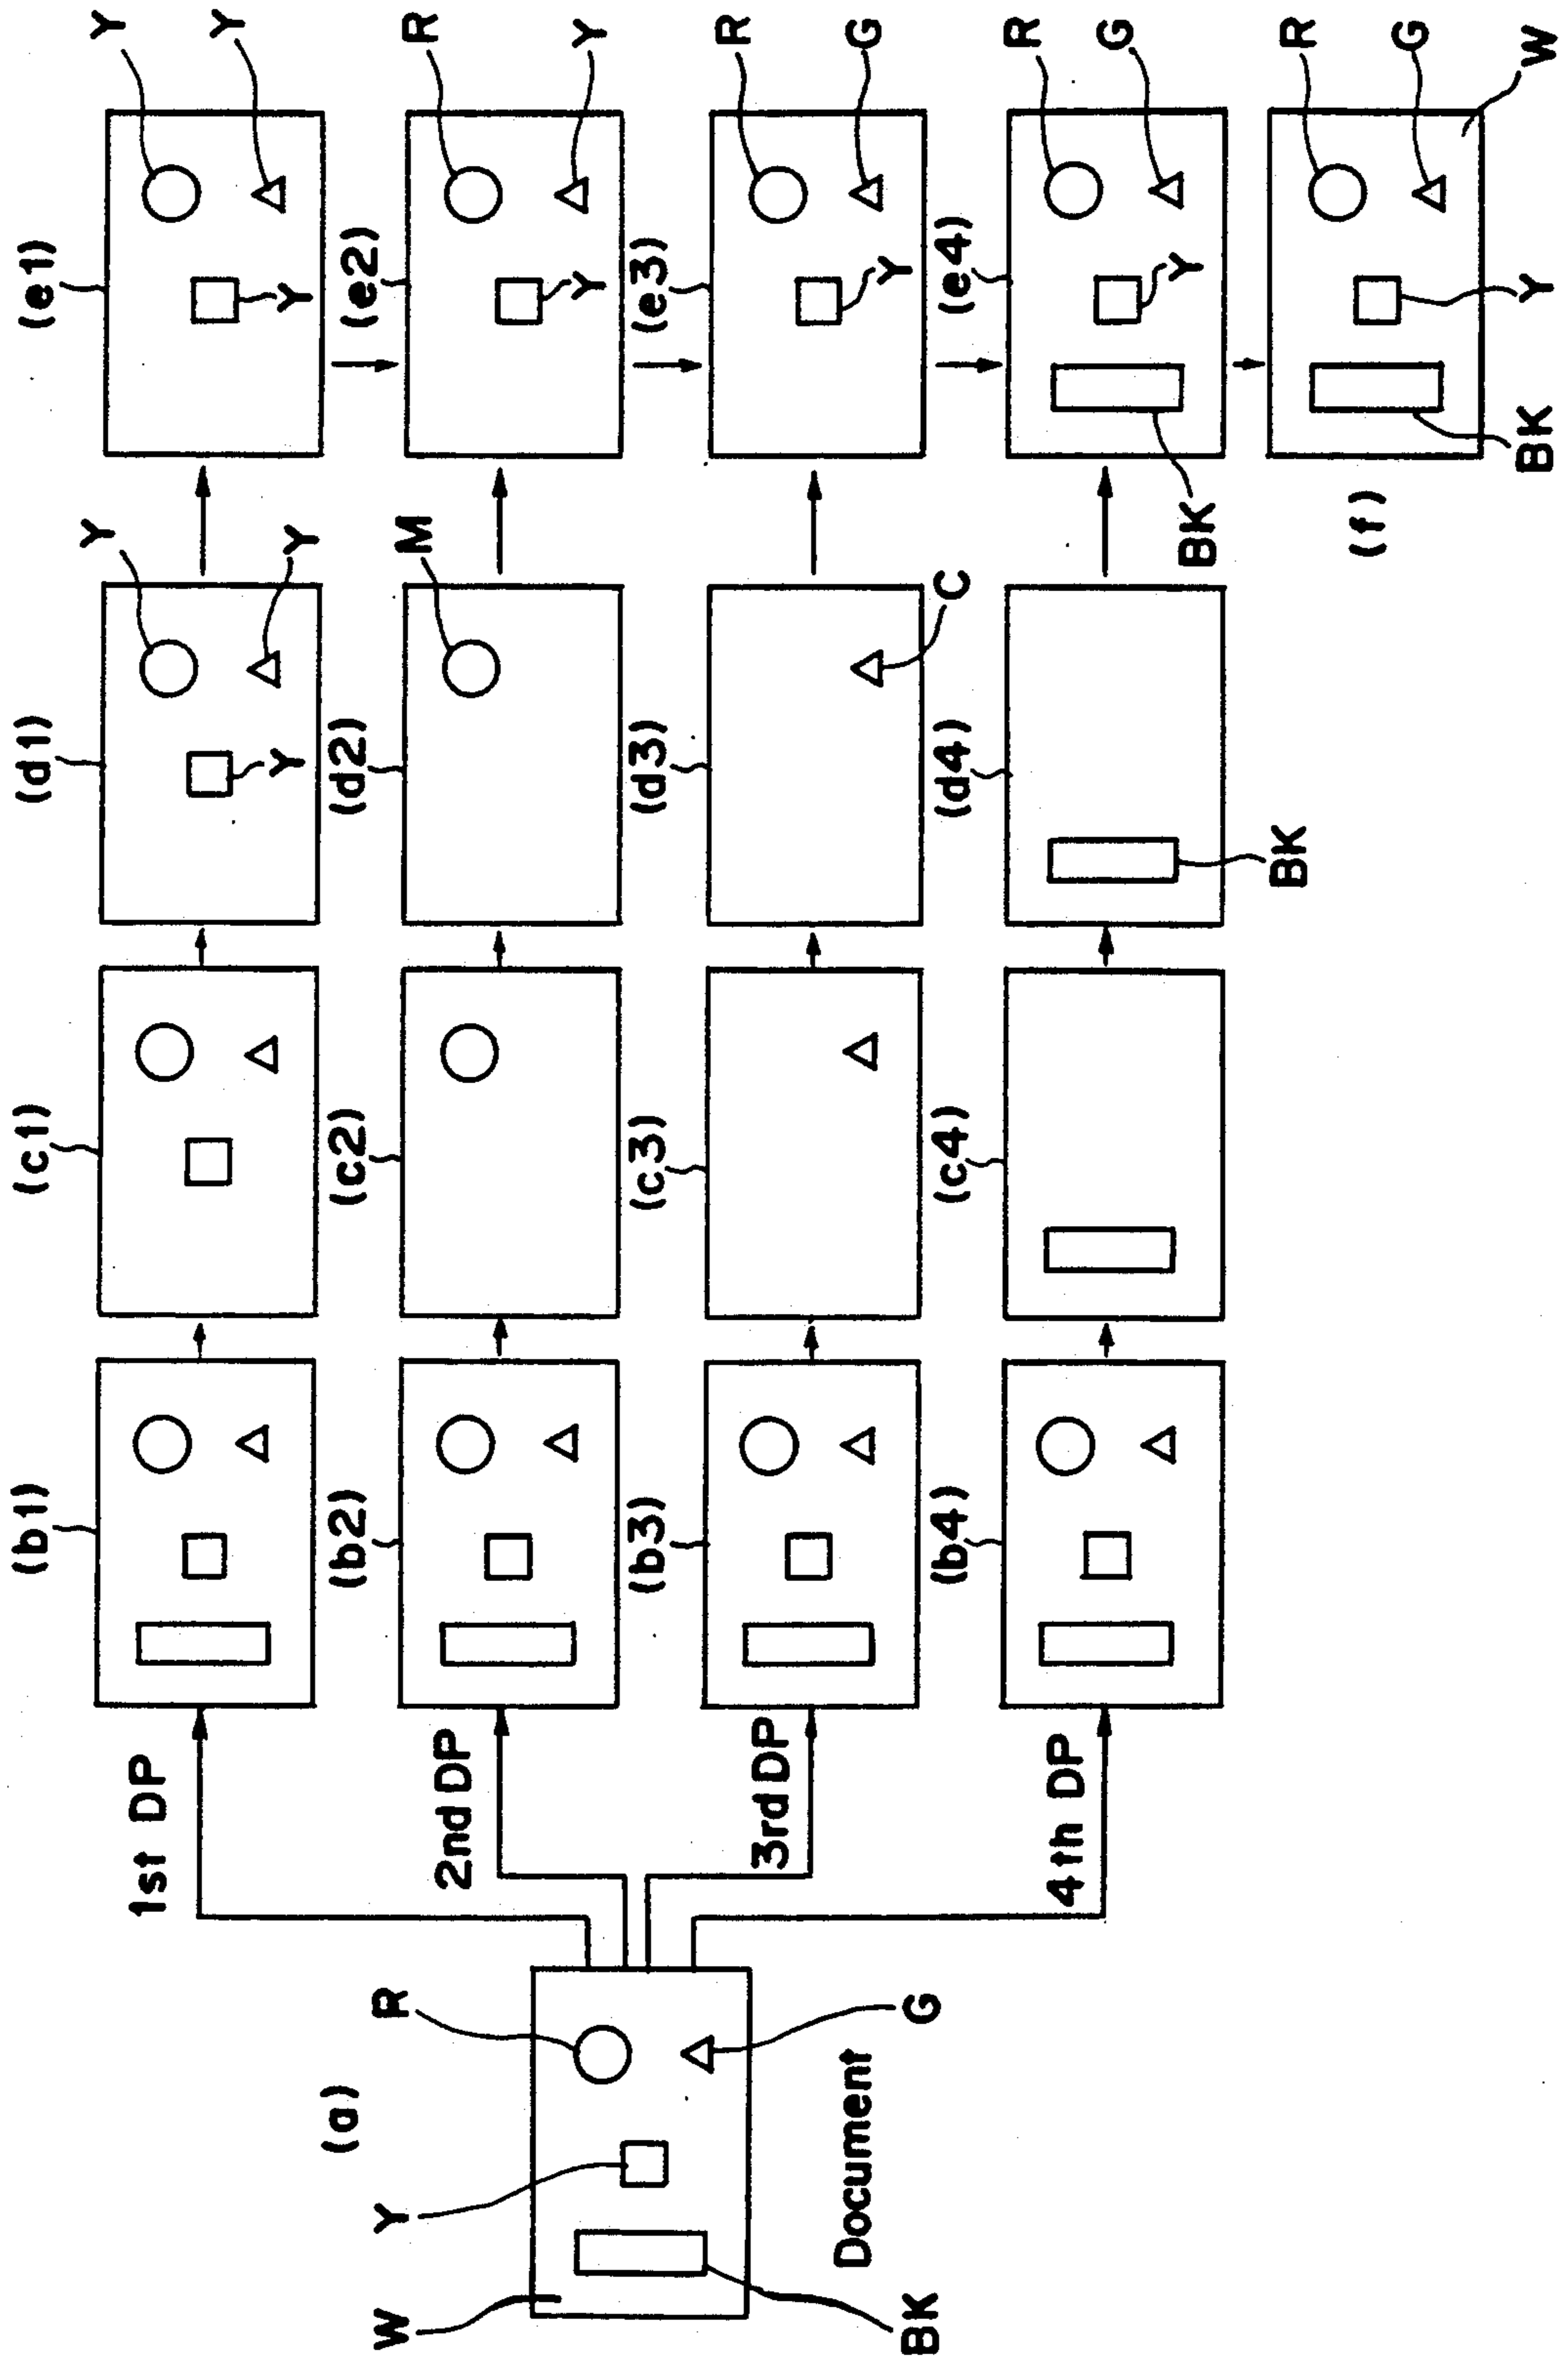 (a)
W
Y
R
BK
G
Document
1st DP
2nd DP
3rd DP
4th DP
(b1)
(c1)
(d1)
Y
Y
Y
(e1)
Y
Y
Y
(b2)
(c2)
(d2)
M
(e2)
R
Y
Y
(b3)
(c3)
(d3)
C
(e3)
R
G
Y
(b4)
(c4)
(d4)
BK
(e4)
R
G
Y
BK
(f)
R
G
W
Y
BK